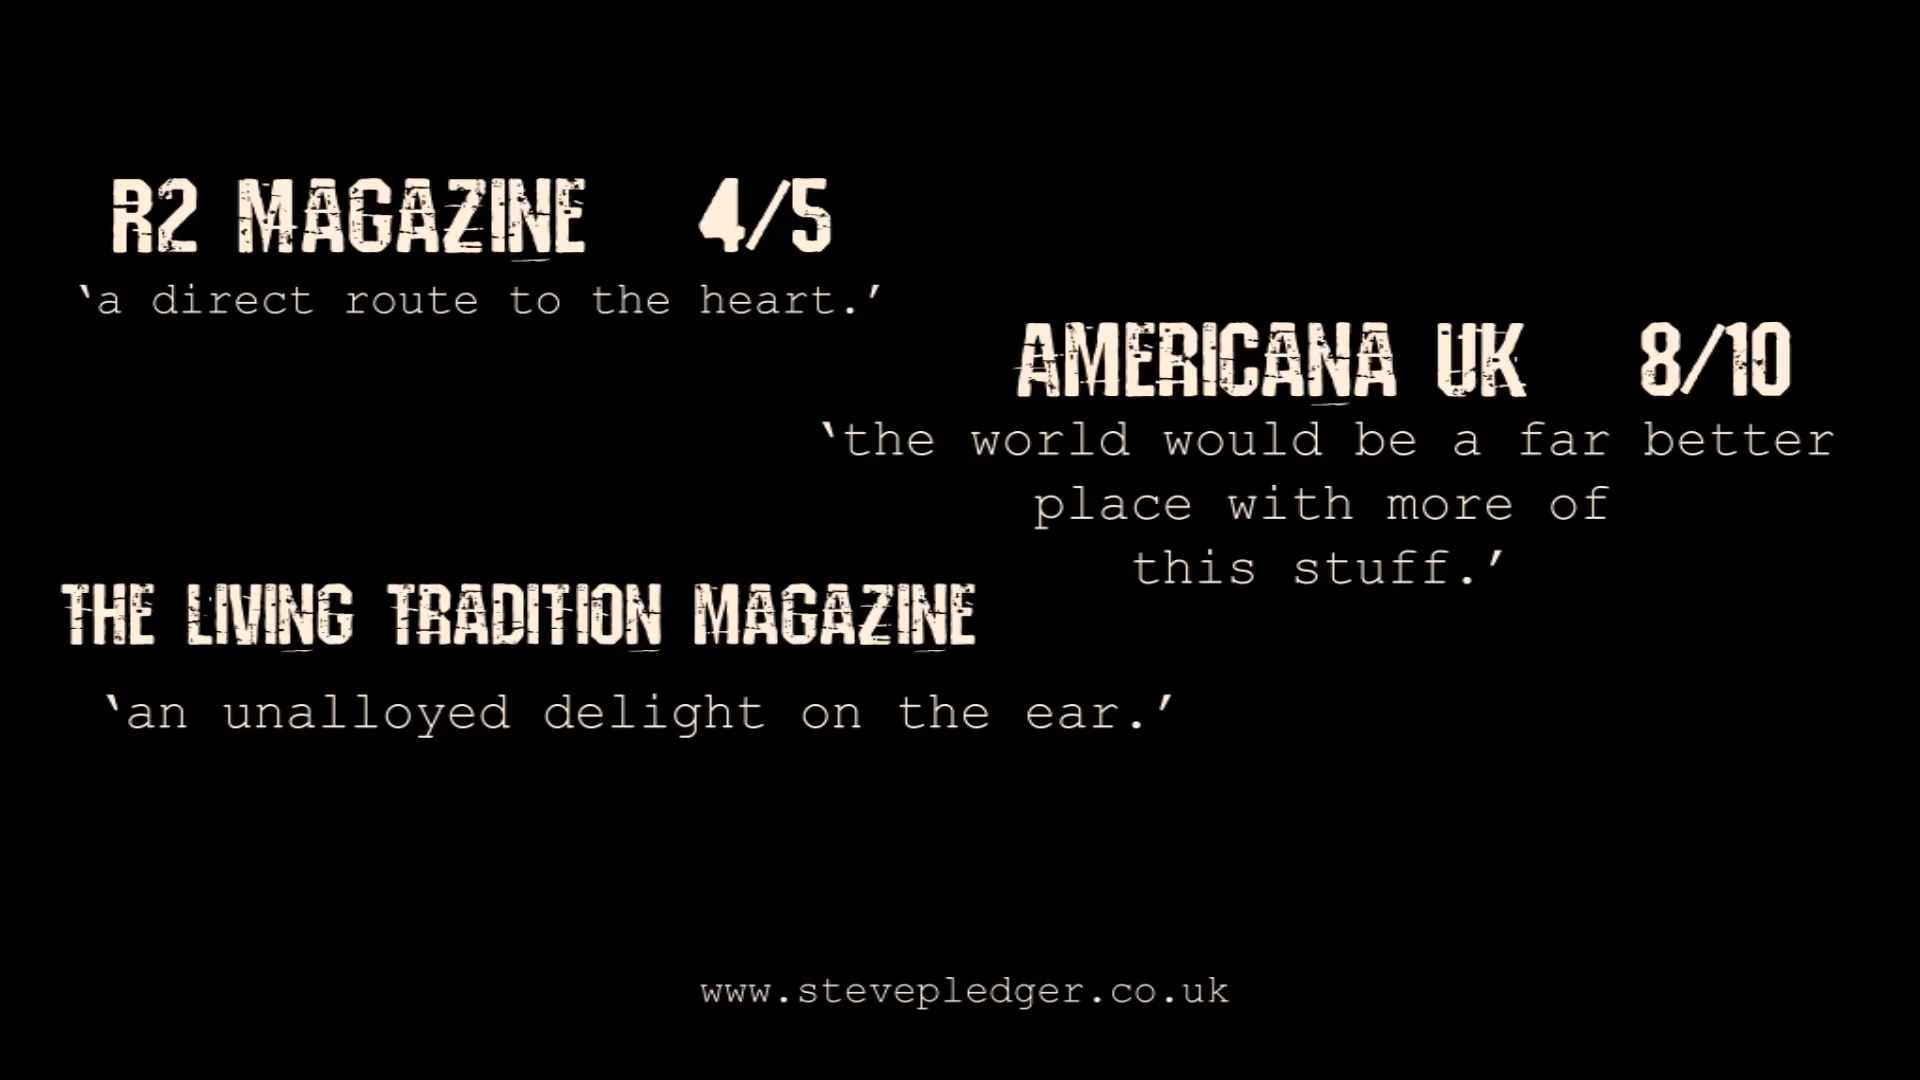 R2 MAGAZINE 4/5
‘a direct route to the heart.’
AMERICANA UK 8/10
‘the world would be a far better
place with more of
this stuff.’
THE LIVING TRADITION MAGAZINE
‘an unalloyed delight on the ear.’
www.stevepledger.co.uk